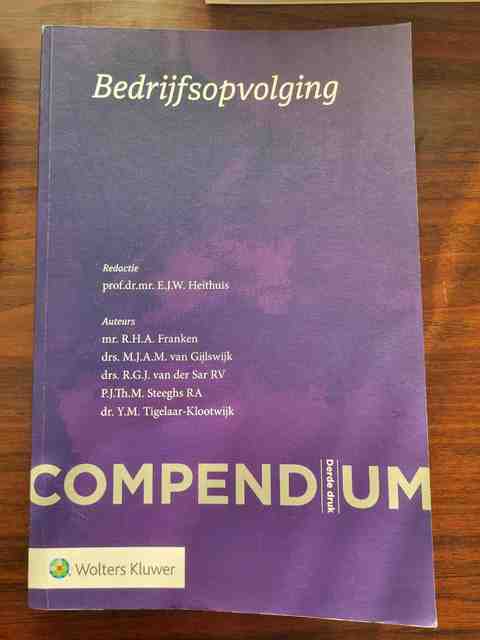 Bedrijfsopvolging
Redactie
prof.dr.mr. E.J.W. Heithuis
Auteurs
mr. R.H.A. Franken
drs. M.J.A.M. van Gijlswijk
drs. R.G.J. van der Sar RV
P.J.Th.M. Steeghs RA
dr. Y.M. Tigelaar-Klootwijk
COMPENDIUM
Derde druk
Wolters Kluwer